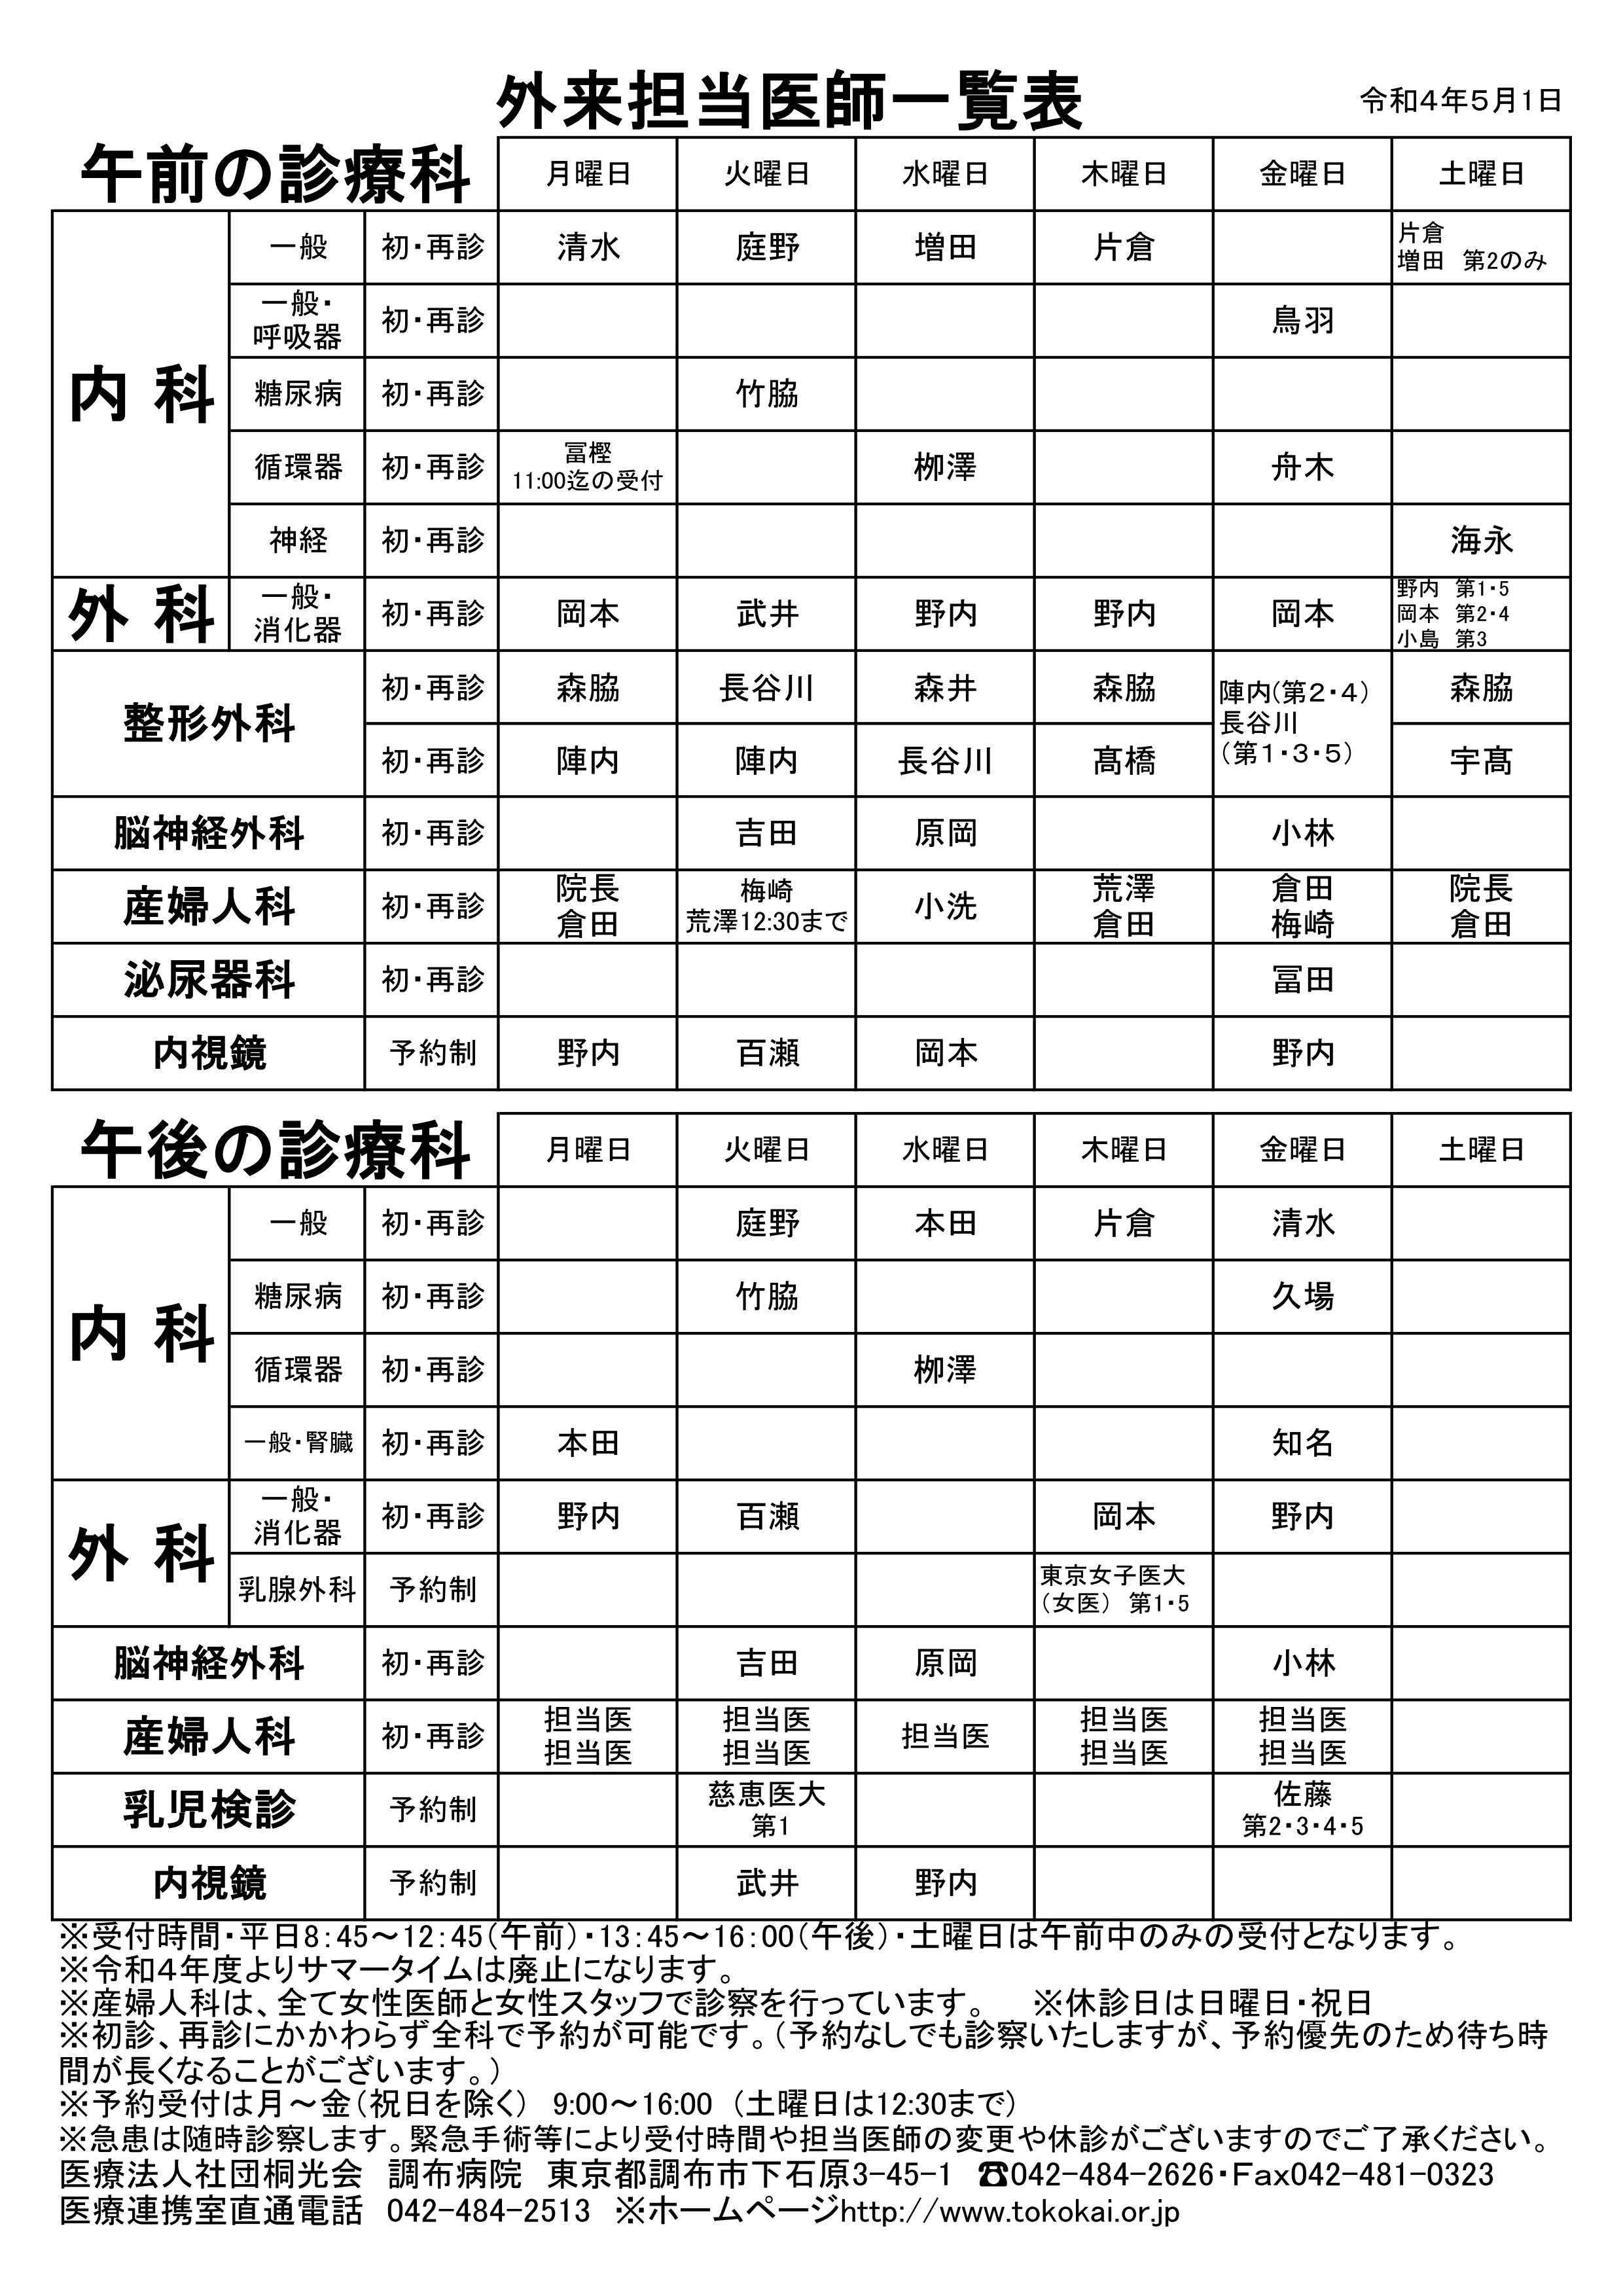 外来担当医師一覧表
令和4年5月1日
午前の診療科 月曜日 火曜日 水曜日 木曜日 金曜日 土曜日
内科
一般 初・再診 清水 庭野 増田 片倉 片倉
増田 第2のみ
一般・
呼吸器 初・再診 鳥羽
糖尿病 初・再診 竹脇
循環器 初・再診 冨樫
11:00迄の受付 栁澤 舟木
神経 初・再診 海永
外科 一般・
消化器 初・再診 岡本 武井 野内 野内 岡本 野内 第1・5
岡本 第2・4
小島 第3
整形外科
初・再診 森脇 長谷川 森井 森脇 陣内(第2・4)
長谷川
(第1・3・5) 森脇
初・再診 陣内 陣内 長谷川 髙橋 宇髙
脳神経外科 初・再診 吉田 原岡 小林
産婦人科 初・再診 院長
倉田 梅崎
荒澤12:30まで 小洗 荒澤
倉田 倉田
梅崎 院長
倉田
泌尿器科 初・再診 冨田
内視鏡 予約制 野内 百瀬 岡本 野内
午後の診療科 月曜日 火曜日 水曜日 木曜日 金曜日 土曜日
内科
一般 初・再診 庭野 本田 片倉 清水
糖尿病 初・再診 竹脇 久場
循環器 初・再診 栁澤
一般・腎臓 初・再診 本田 知名
外科
一般・
消化器 初・再診 野内 百瀬 岡本 野内
乳腺外科 予約制 東京女子医大
(女医) 第1・5
脳神経外科 初・再診 吉田 原岡 小林
産婦人科 初・再診 担当医
担当医 担当医
担当医 担当医 担当医
担当医 担当医
担当医
乳児検診 予約制 慈恵医大
第1 佐藤
第2・3・4・5
内視鏡 予約制 武井 野内
※受付時間・平日8:45～12:45(午前)・13:45～16:00(午後)・土曜日は午前中のみの受付となります。
※令和4年度よりサマータイムは廃止になります。
※産婦人科は、全て女性医師と女性スタッフで診察を行っています。 ※休診日は日曜日・祝日
※初診、再診にかかわらず全科で予約が可能です。(予約なしでも診察いたしますが、予約優先のため待ち時
間が長くなることがございます。)
※予約受付は月～金(祝日を除く) 9:00～16:00 (土曜日は12:30まで)
※急患は随時診察します。緊急手術等により受付時間や担当医師の変更や休診がございますのでご了承ください。
医療法人社団桐光会 調布病院 東京都調布市下石原3-45-1 ☎042-484-2626・Fax042-481-0323
医療連携室直通電話 042-484-2513 ※ホームページhttp://www.tokokai.or.jp